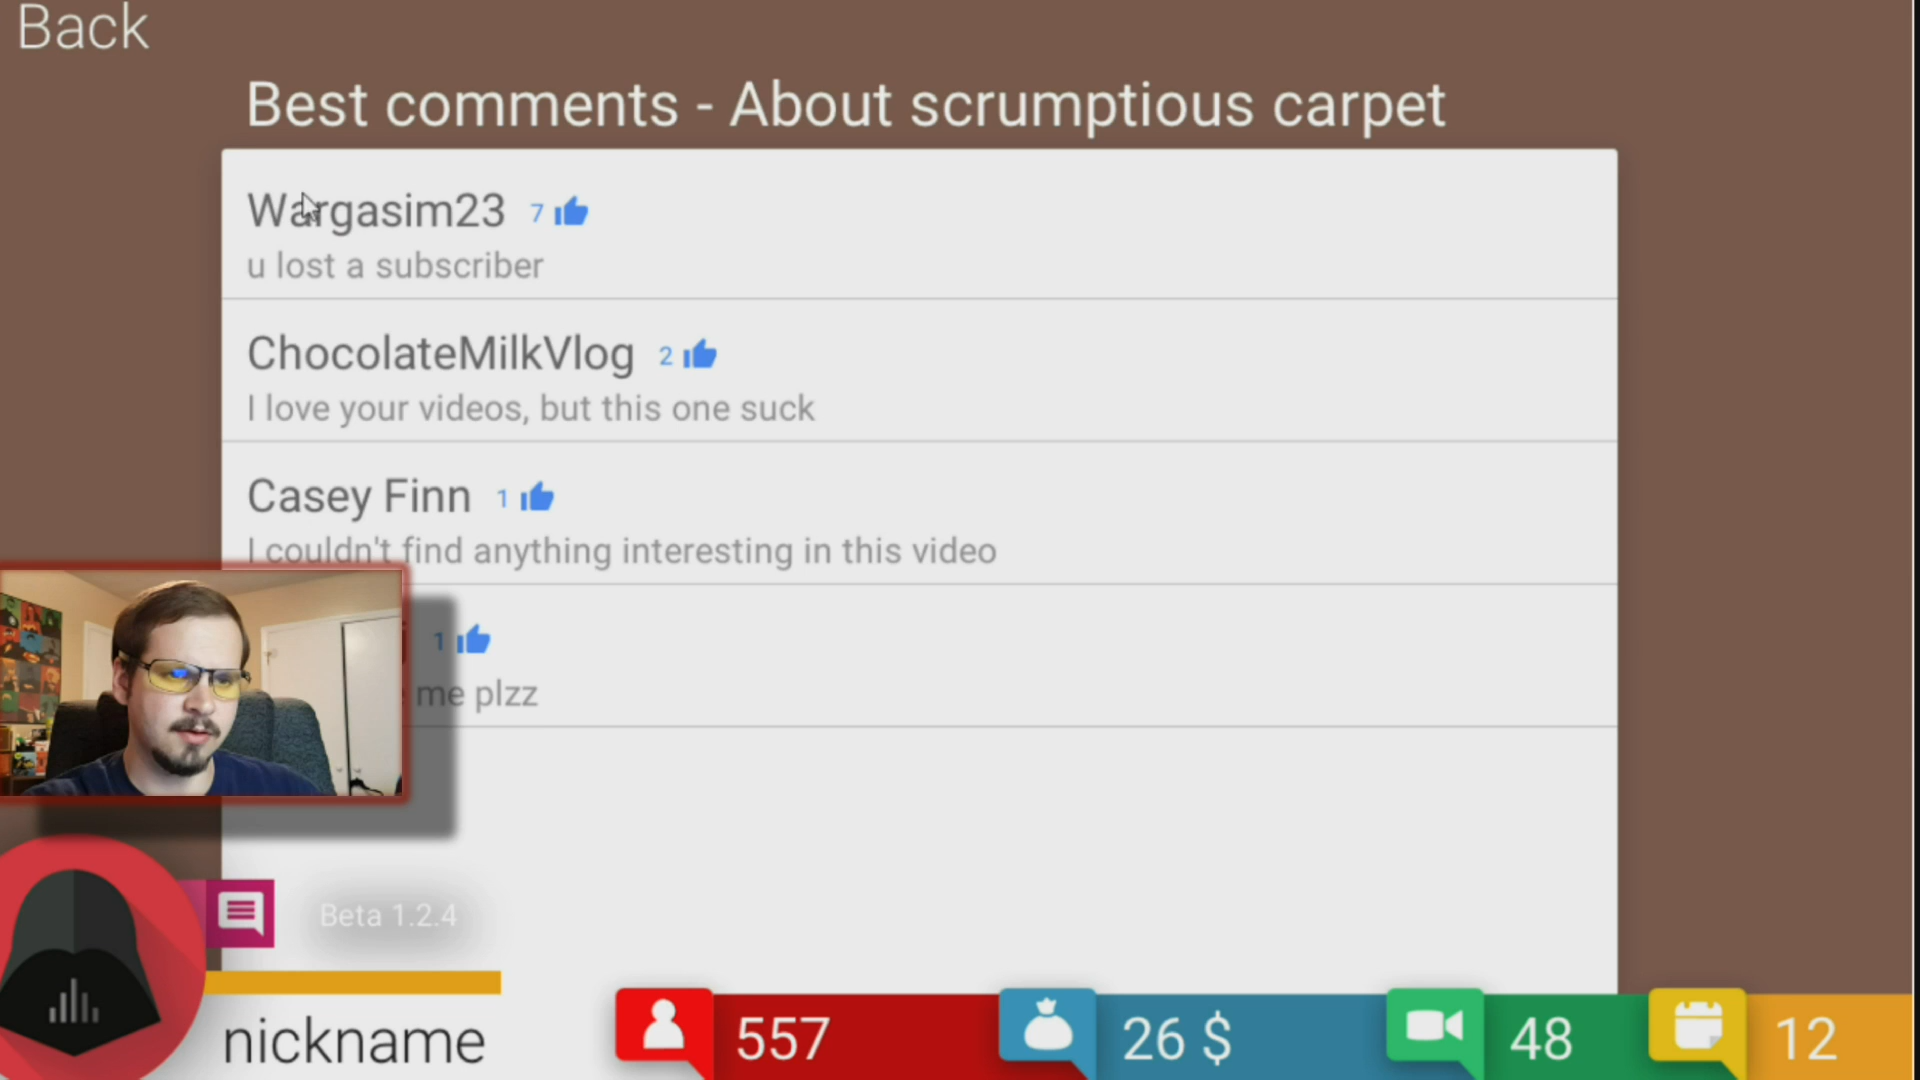 Back
Best comments - About scrumptious carpet
Wargasim23 7
u lost a subscriber
ChocolateMilkVlog 2
I love your videos, but this one suck
Casey Finn 1
I couldn't find anything interesting in this video
1
me plzz
Beta 1.2.4
nickname
557
26 $
48
12